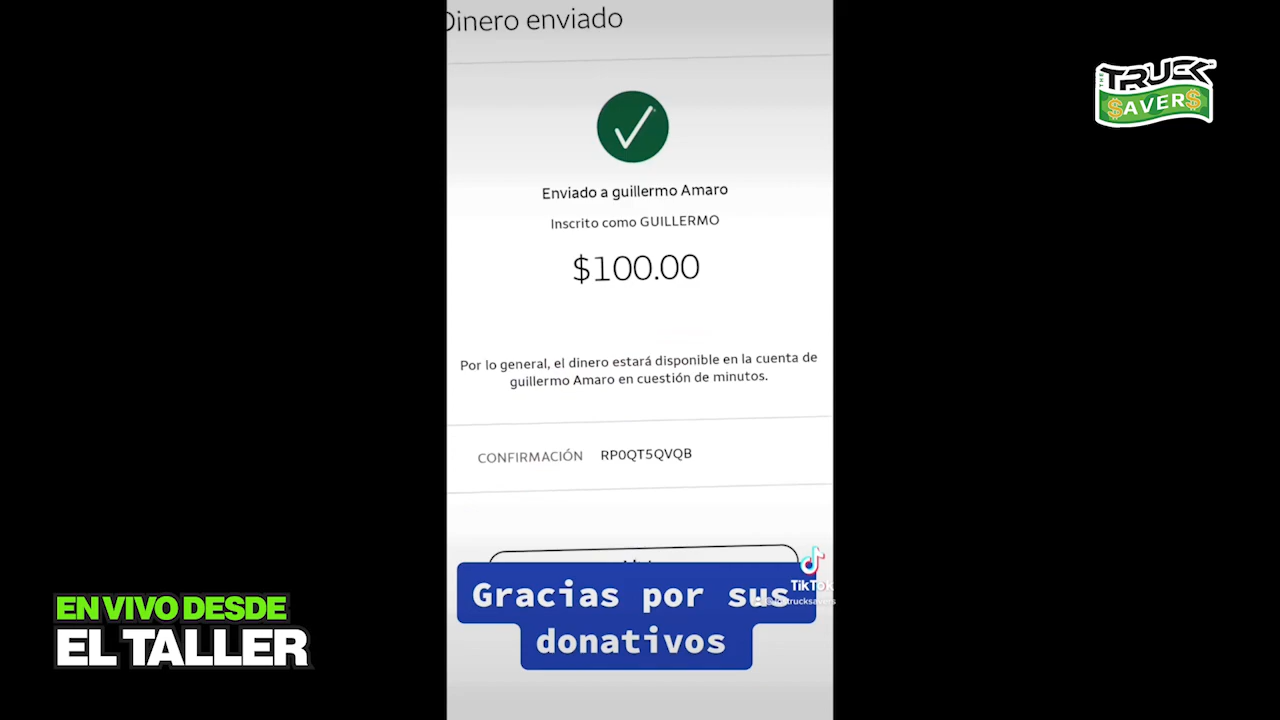 Dinero enviado
THE
TRUCK
$AVER$
Enviado a guillermo Amaro
Inscrito como GUILLERMO
$100.00
Por lo general, el dinero estará disponible en la cuenta de
guillermo Amaro en cuestión de minutos.
CONFIRMACIÓN RP0QT5QVQB
Gracias por sus
donativos
TikTok
EN VIVO DESDE
EL TALLER